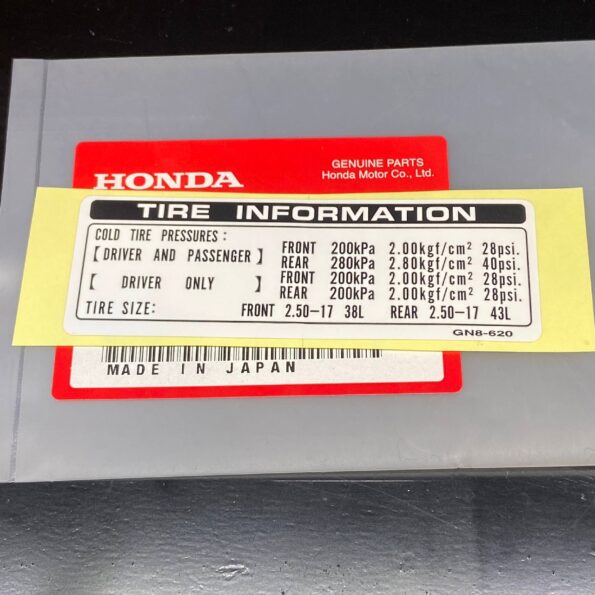 GENUINE PARTS
HONDA Honda Motor Co., Ltd.
TIRE INFORMATION
COLD TIRE PRESSURES:
[DRIVER AND PASSENGER] FRONT 200kPa 2.00kgf/cm² 28psi.
REAR 280kPa 2.80kgf/cm² 40psi.
[ DRIVER ONLY ] FRONT 200kPa 2.00kgf/cm² 28psi.
REAR 200kPa 2.00kgf/cm² 28psi.
TIRE SIZE: FRONT 2.50-17 38L REAR 2.50-17 43L
GN8-620
MADE IN JAPAN